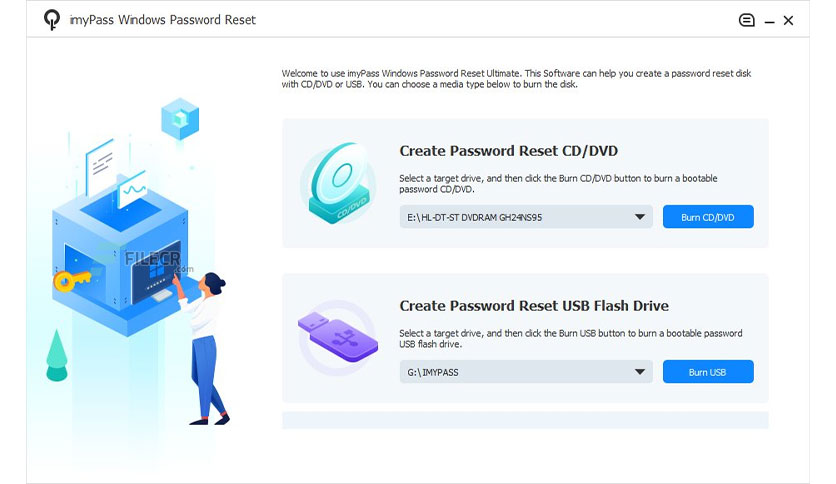 imyPass Windows Password Reset
Welcome to use imyPass Windows Password Reset Ultimate. This Software can help you create a password reset disk
with CD/DVD or USB. You can choose a media type below to burn the disk.
Create Password Reset CD/DVD
Select a target drive, and then click the Burn CD/DVD button to burn a bootable
password CD/DVD.
E:\HL-DT-ST DVDRAM GH24NS95
Burn CD/DVD
CD/DVD
FILECR
.com
Create Password Reset USB Flash Drive
Select a target drive, and then click the Burn USB button to burn a bootable password
USB flash drive.
G:\IMYPASS
Burn USB